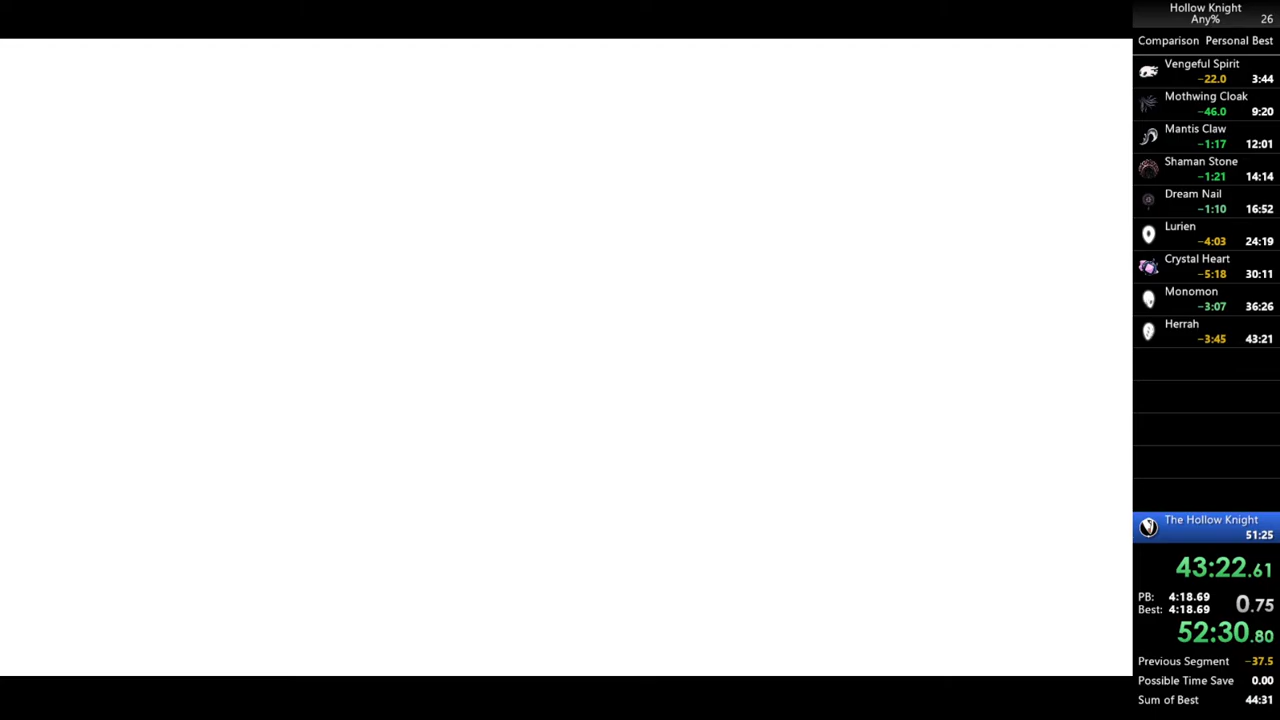 Hollow Knight
Any% 26
Comparison Personal Best
Vengeful Spirit
-22.0 3:44
Mothwing Cloak
-46.0 9:20
Mantis Claw
-1:17 12:01
Shaman Stone
-1:21 14:14
Dream Nail
-1:10 16:52
Lurien
-4:03 24:19
Crystal Heart
-5:18 30:11
Monomon
-3:07 36:26
Herrah
-3:45 43:21
The Hollow Knight
51:25
43:22.61
PB: 4:18.69
Best: 4:18.69
0.75
52:30.80
Previous Segment -37.5
Possible Time Save 0.00
Sum of Best 44:31